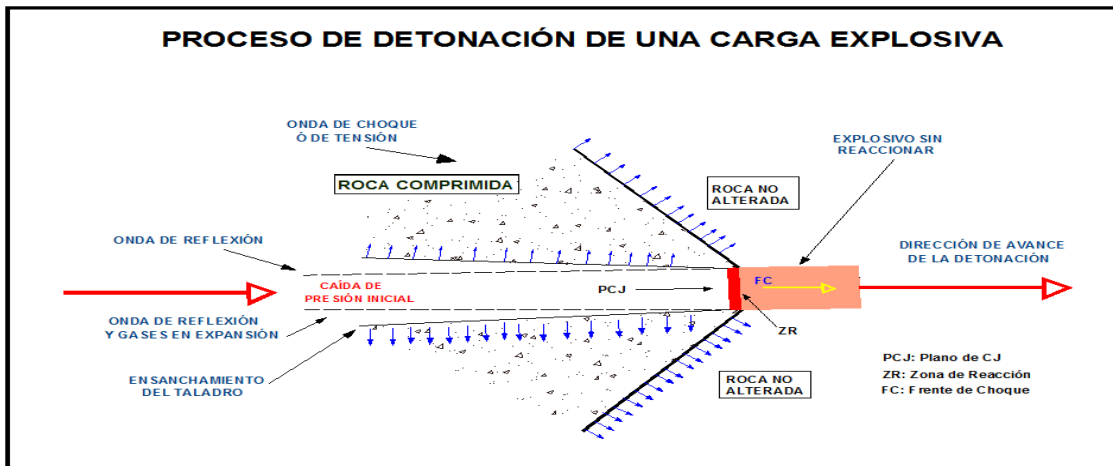 PROCESO DE DETONACIÓN DE UNA CARGA EXPLOSIVA
ONDA DE CHOQUE
Ó DE TENSIÓN
EXPLOSIVO SIN
REACCIONAR
ROCA COMPRIMIDA
ROCA NO
ALTERADA
ONDA DE REFLEXIÓN
DIRECCIÓN DE AVANCE
DE LA DETONACIÓN
CAÍDA DE
PRESIÓN INICIAL
PCJ
FC
ONDA DE REFLEXIÓN
Y GASES EN EXPANSIÓN
ZR
ENSANCHAMIENTO
DEL TALADRO
ROCA NO
ALTERADA
PCJ: Plano de CJ
ZR: Zona de Reacción
FC: Frente de Choque